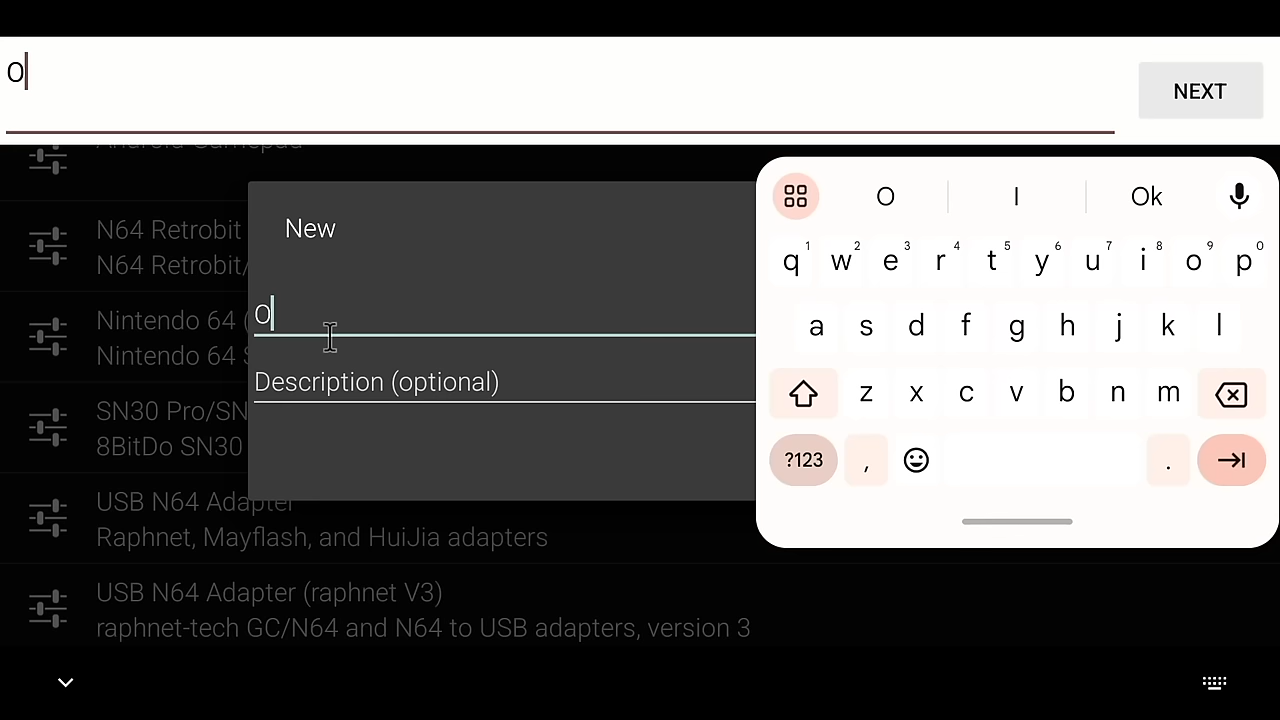 O
NEXT
Android Gamepad
New
O
Description (optional)
N64 Retrobit
N64 Retrobit/
Nintendo 64 (
Nintendo 64 S
SN30 Pro/SN
8BitDo SN30
USB N64 Adapter
Raphnet, Mayflash, and HuiJia adapters
USB N64 Adapter (raphnet V3)
raphnet-tech GC/N64 and N64 to USB adapters, version 3
O I Ok
q 1 w 2 e 3 r 4 t 5 y 6 u 7 i 8 o 9 p 0
a s d f g h j k l
z x c v b n m
?123 , .